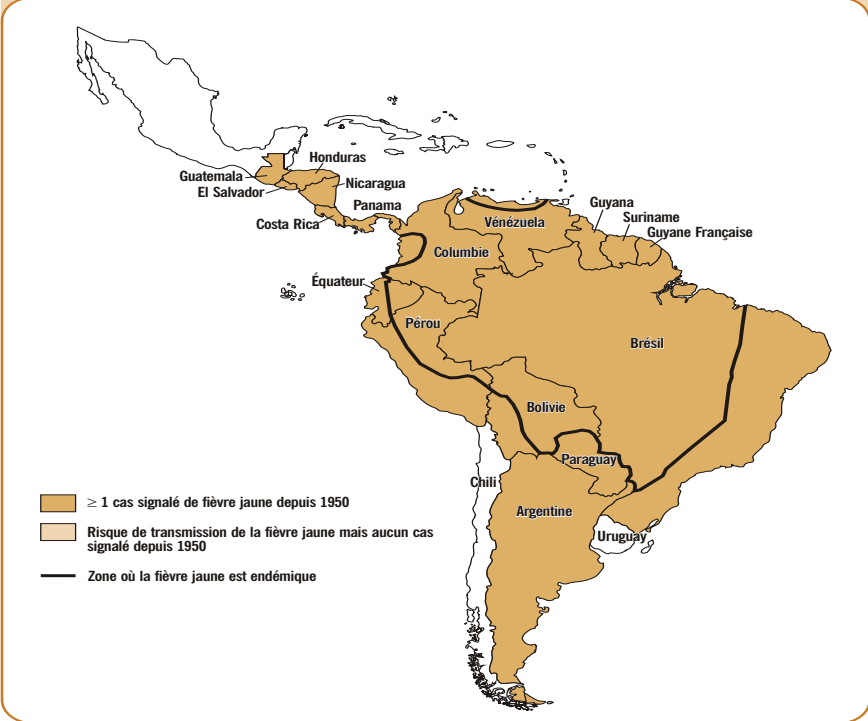 Honduras
Guatemala
El Salvador
Nicaragua
Panama
Costa Rica
Guyana
Suriname
Guyane Française
Vénézuela
Columbie
Équateur
Pérou
Brésil
Bolivie
Paraguay
Chili
Argentine
Uruguay
≥ 1 cas signalé de fièvre jaune depuis 1950
Risque de transmission de la fièvre jaune mais aucun cas
signalé depuis 1950
Zone où la fièvre jaune est endémique